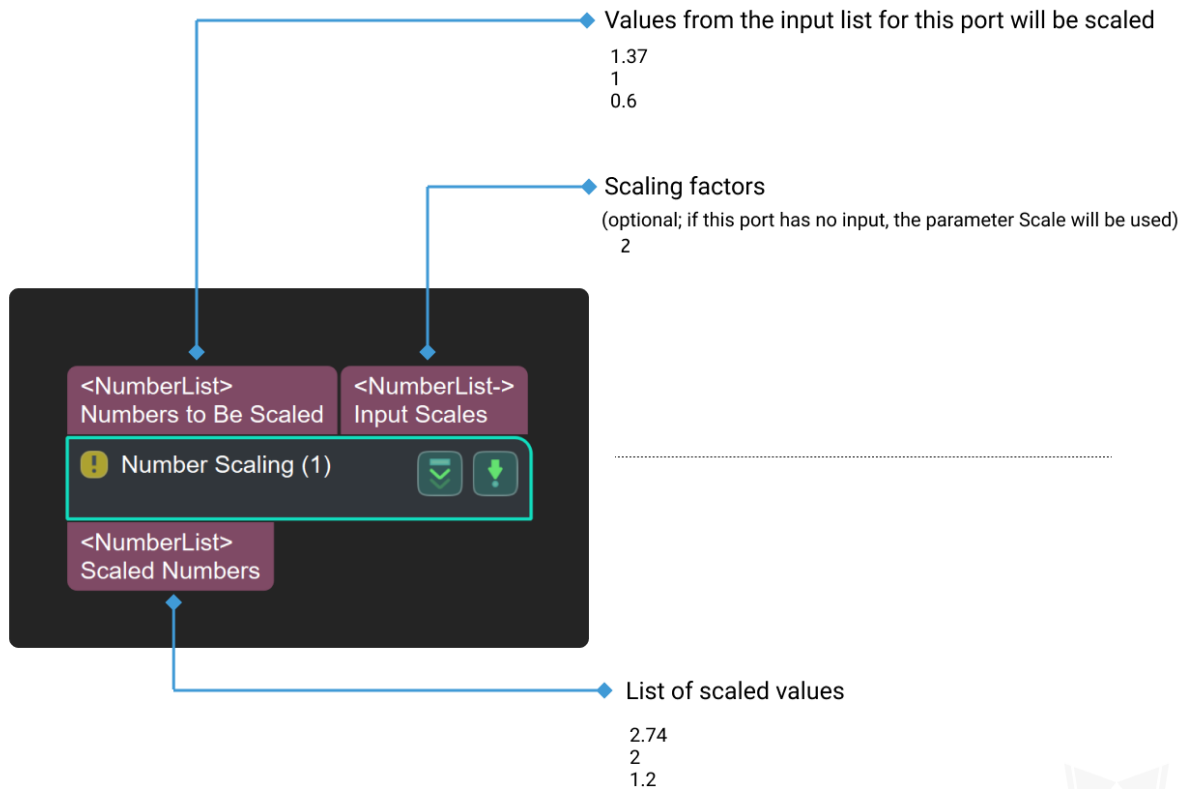 Values from the input list for this port will be scaled
1.37
1
0.6
Scaling factors
(optional; if this port has no input, the parameter Scale will be used)
2
<NumberList>
Numbers to Be Scaled
<NumberList->
Input Scales
Number Scaling (1)
<NumberList>
Scaled Numbers
List of scaled values
2.74
2
1.2